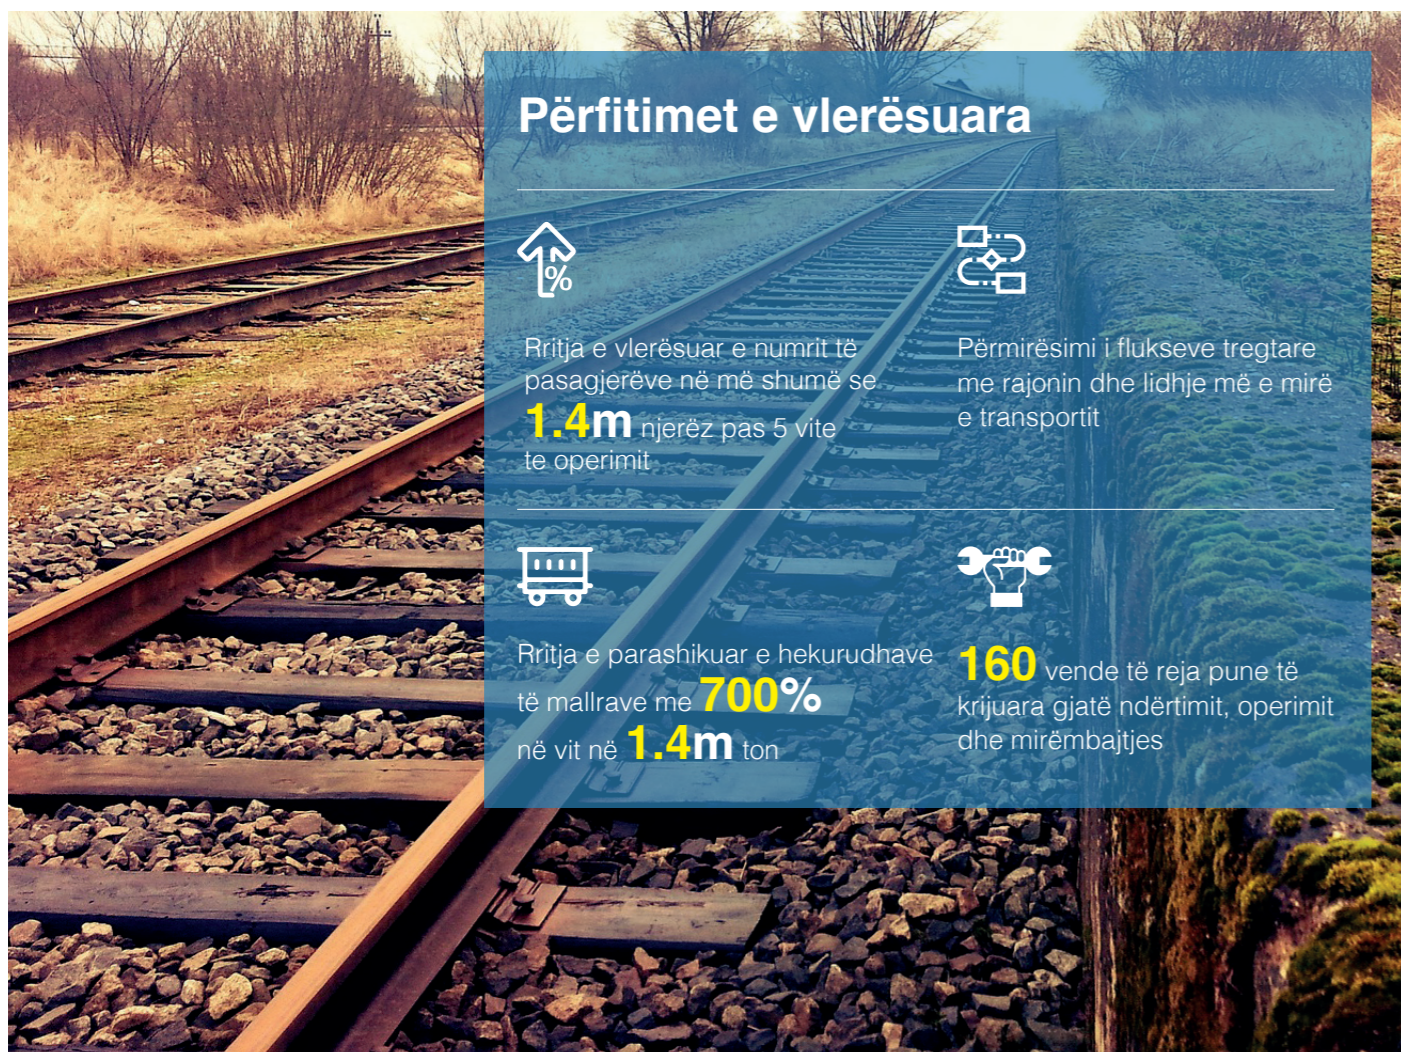 Përfitimet e vlerësuara
%
Rritja e vlerësuar e numrit të
pasagjerëve në më shumë se
1.4m njerëz pas 5 vite
te operimit
Përmirësimi i flukseve tregtare
me rajonin dhe lidhje më e mirë
e transportit
Rritja e parashikuar e hekurudhave
të mallrave me 700%
në vit në 1.4m ton
160 vende të reja pune të
krijuara gjatë ndërtimit, operimit
dhe mirëmbajtjes